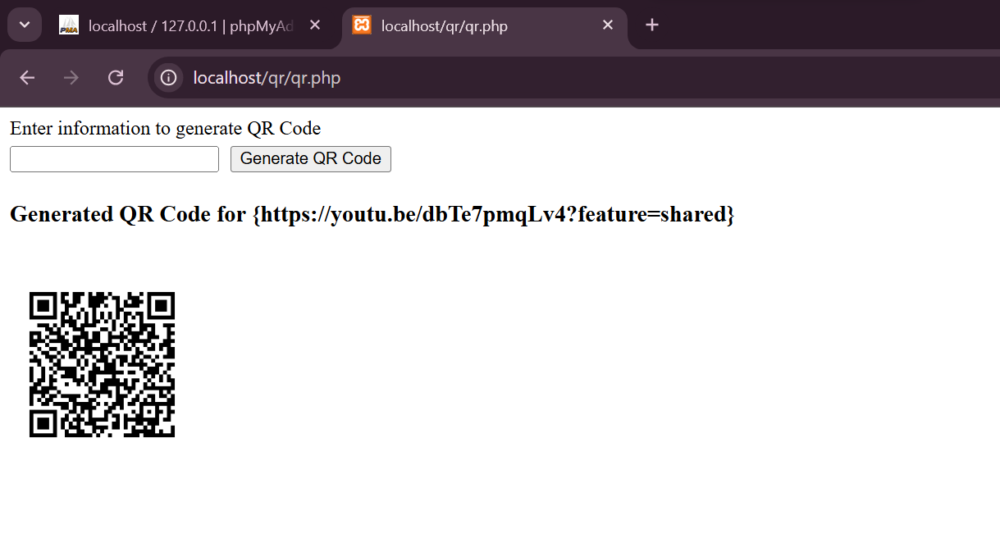 localhost / 127.0.0.1 | phpMyAd
localhost/qr/qr.php
localhost/qr/qr.php
Enter information to generate QR Code
Generate QR Code
Generated QR Code for {https://youtu.be/dbTe7pmqLv4?feature=shared}